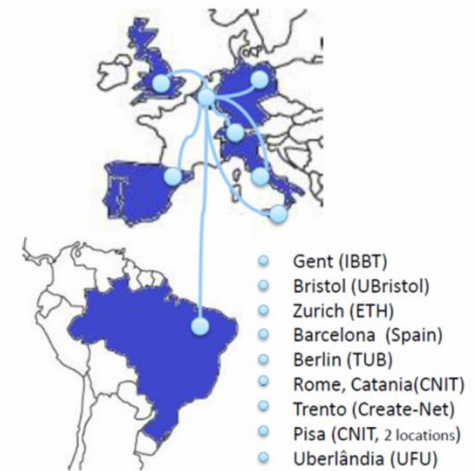 Gent (IBBT)
Bristol (UBristol)
Zurich (ETH)
Barcelona (Spain)
Berlin (TUB)
Rome, Catania(CNIT)
Trento (Create-Net)
Pisa (CNIT, 2 locations)
Uberlândia (UFU)